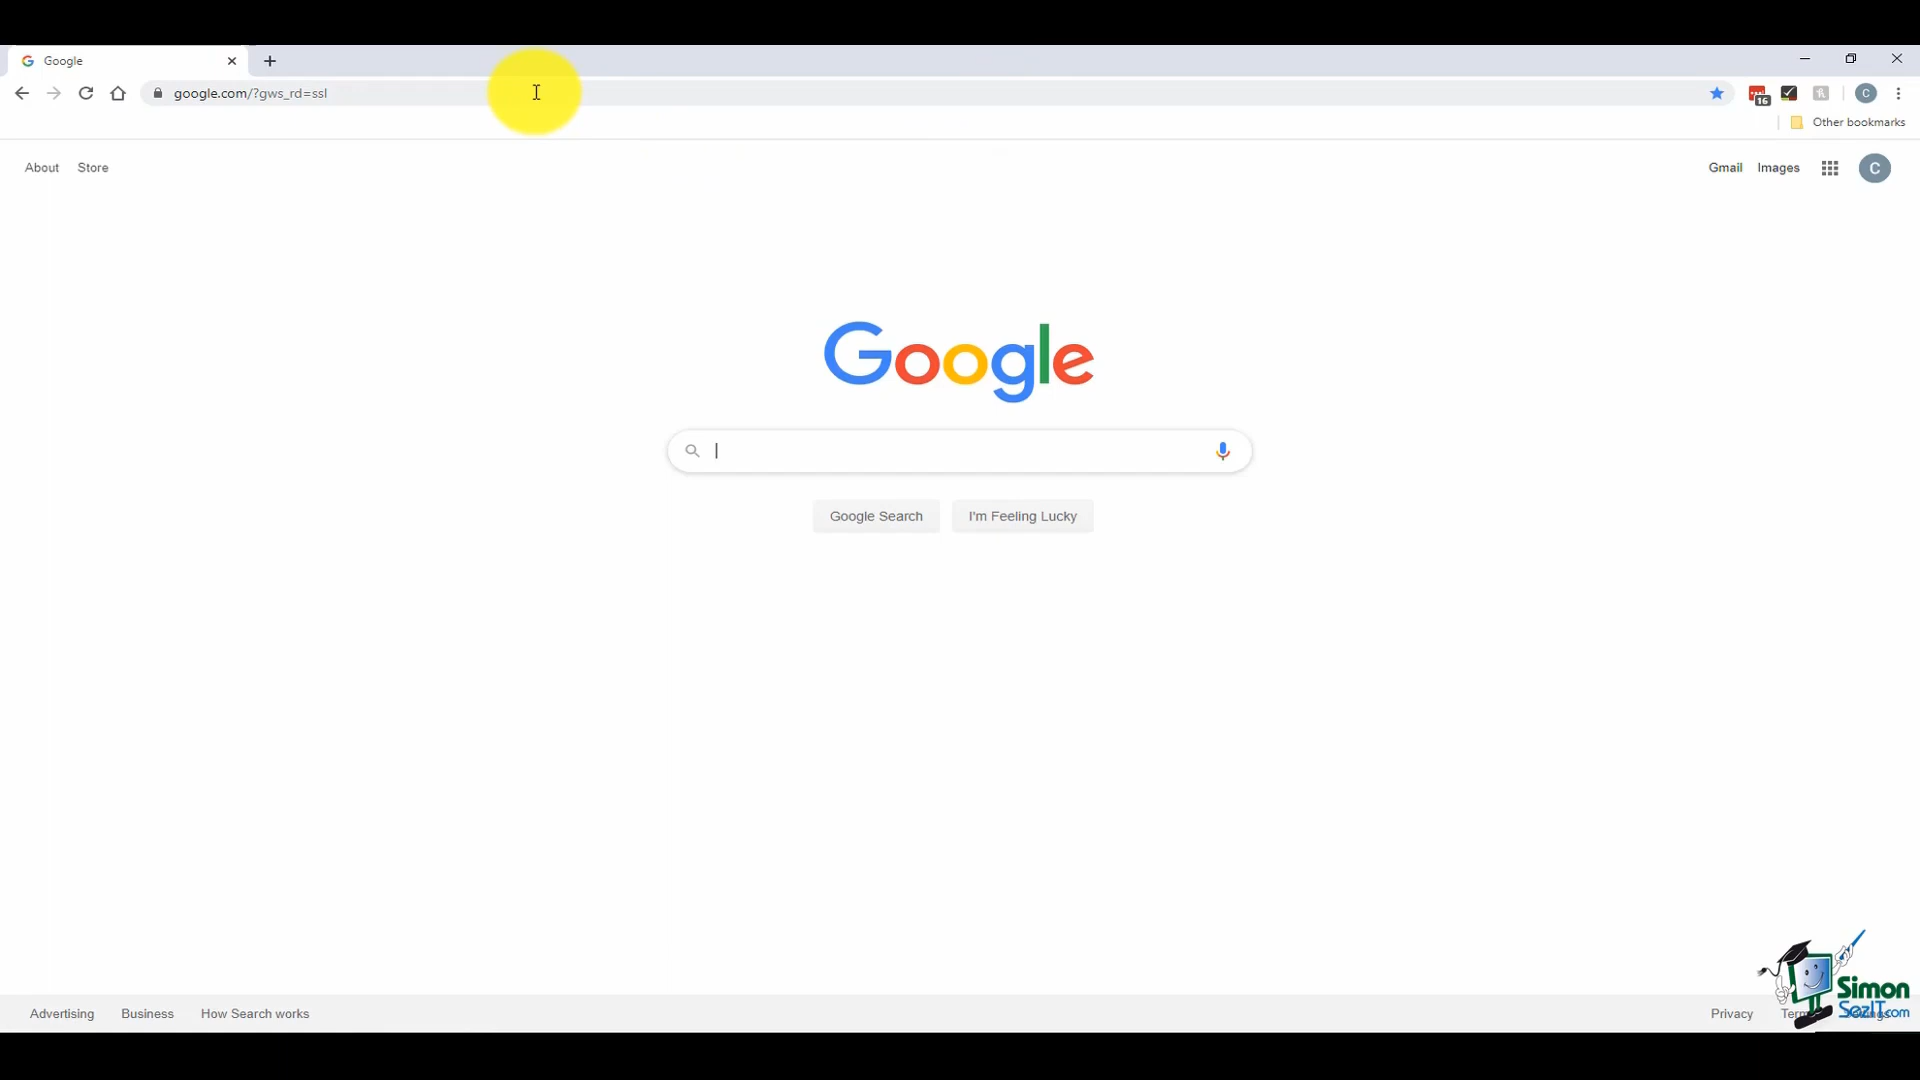 Google
google.com/?gws_rd=ssl
16
C
Other bookmarks
About
Store
Gmail
Images
C
Google
Google Search
I'm Feeling Lucky
Advertising
Business
How Search works
Privacy
Simon
SezIT.com